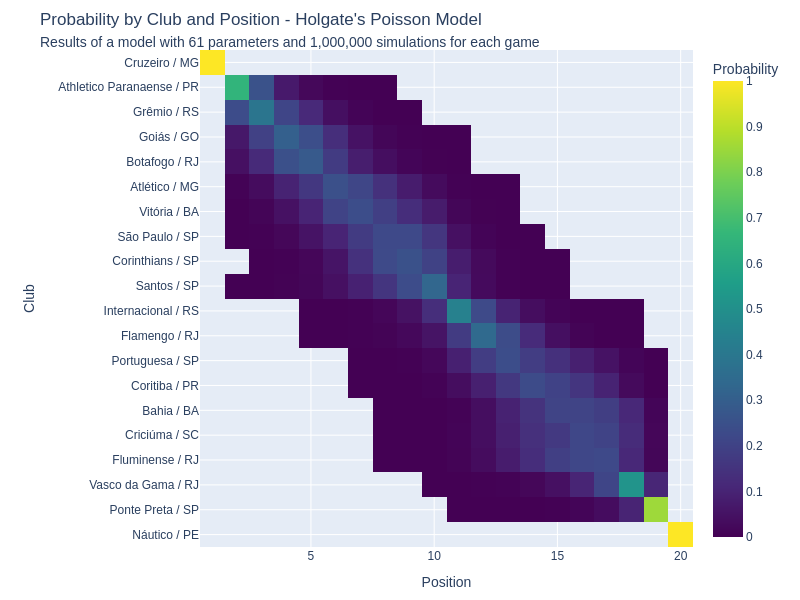 Probability by Club and Position - Holgate's Poisson Model
Results of a model with 61 parameters and 1,000,000 simulations for each game
Probability
Cruzeiro / MG
Athletico Paranaense / PR
Grêmio / RS
Goiás / GO
Botafogo / RJ
Atlético / MG
Vitória / BA
São Paulo / SP
Corinthians / SP
Santos / SP
Internacional / RS
Flamengo / RJ
Portuguesa / SP
Coritiba / PR
Bahia / BA
Criciúma / SC
Fluminense / RJ
Vasco da Gama / RJ
Ponte Preta / SP
Náutico / PE
Club
5 10 15 20
Position
1
0.9
0.8
0.7
0.6
0.5
0.4
0.3
0.2
0.1
0